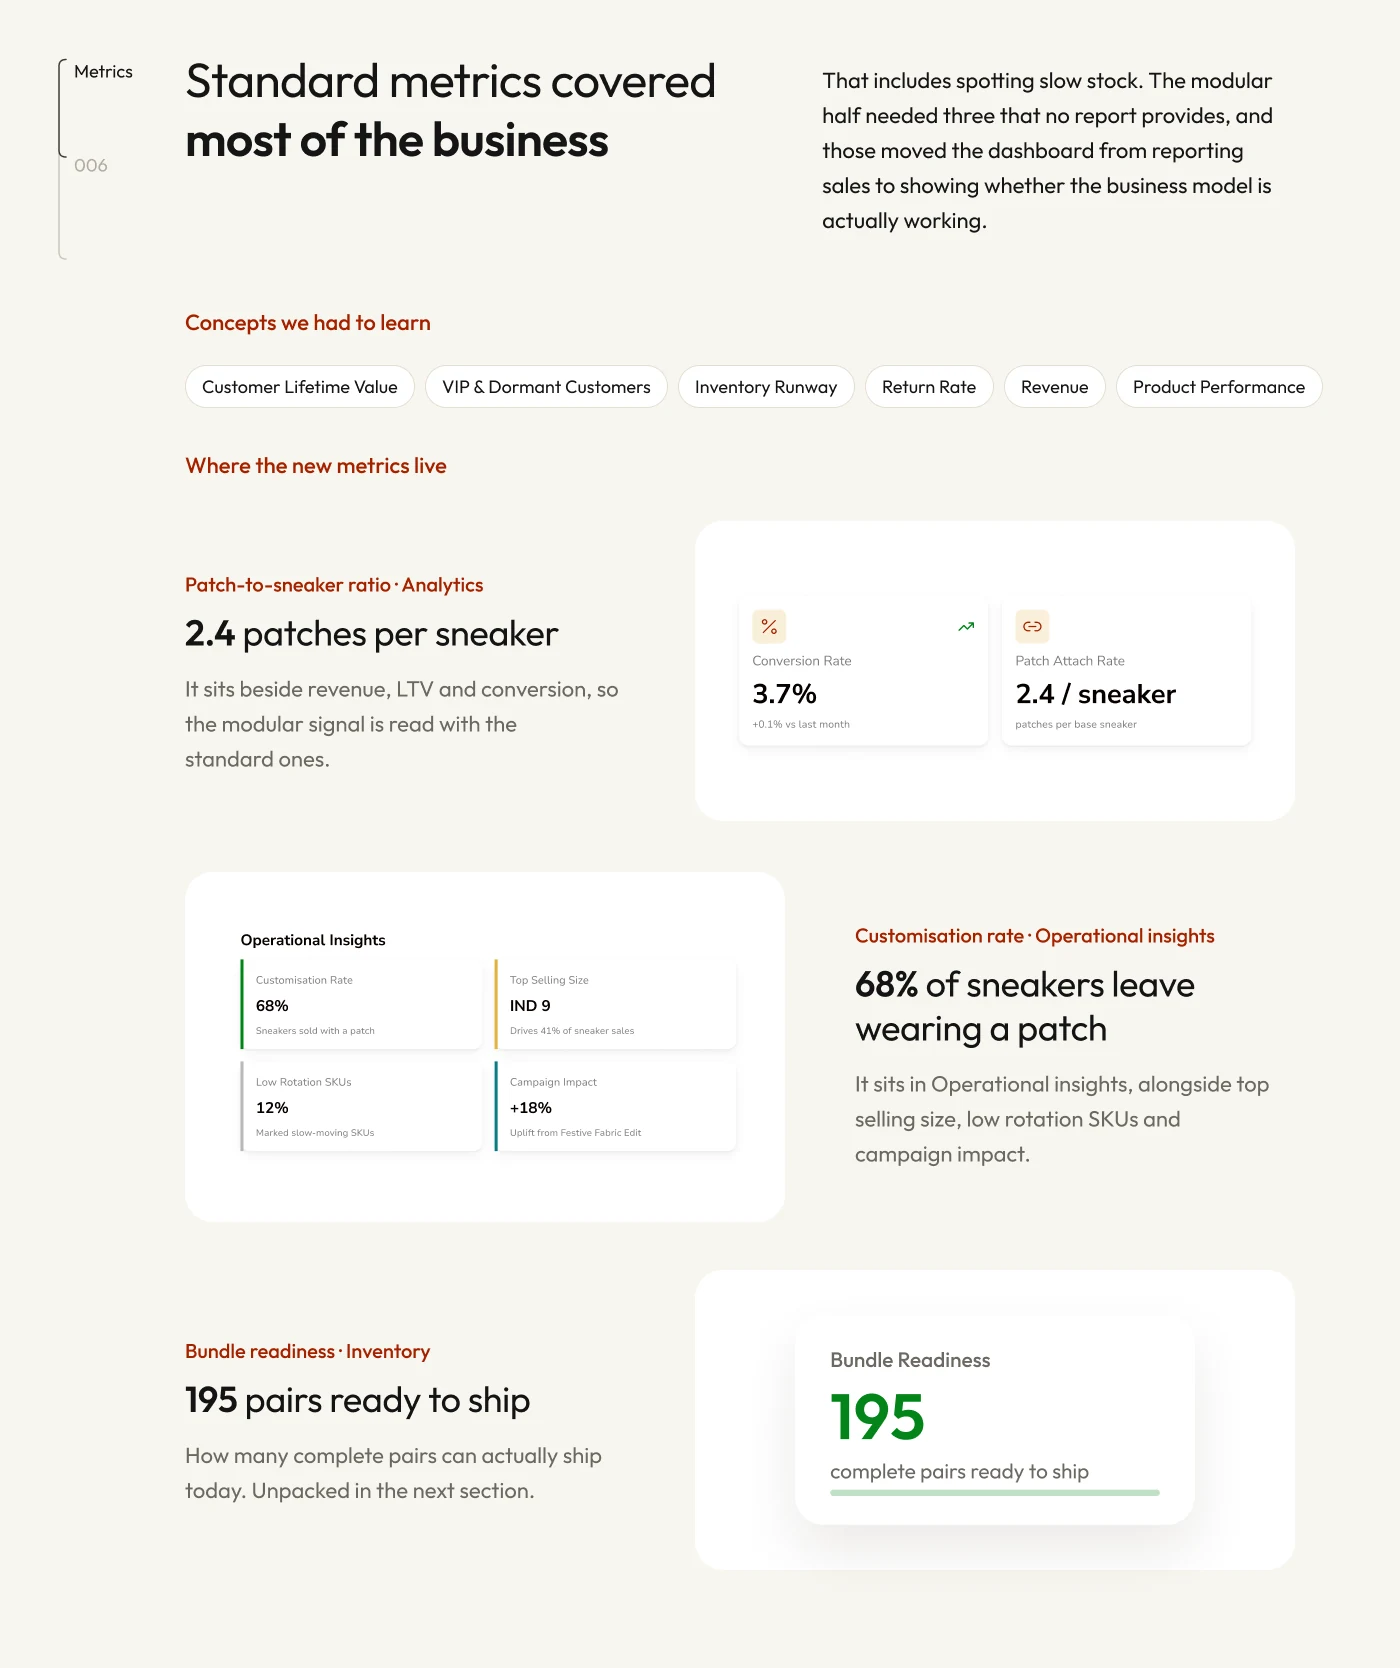 Metrics
006
Standard metrics covered
most of the business
That includes spotting slow stock. The modular
half needed three that no report provides, and
those moved the dashboard from reporting
sales to showing whether the business model is
actually working.
Concepts we had to learn
Customer Lifetime Value
VIP & Dormant Customers
Inventory Runway
Return Rate
Revenue
Product Performance
Where the new metrics live
Patch-to-sneaker ratio · Analytics
2.4 patches per sneaker
It sits beside revenue, LTV and conversion, so
the modular signal is read with the
standard ones.
Conversion Rate
3.7%
+0.1% vs last month
Patch Attach Rate
2.4 / sneaker
patches per base sneaker
Operational Insights
Customisation Rate
68%
Sneakers sold with a patch
Top Selling Size
IND 9
Drives 41% of sneaker sales
Low Rotation SKUs
12%
Marked slow-moving SKUs
Campaign Impact
+18%
Uplift from Festive Fabric Edit
Customisation rate · Operational insights
68% of sneakers leave
wearing a patch
It sits in Operational insights, alongside top
selling size, low rotation SKUs and
campaign impact.
Bundle readiness · Inventory
195 pairs ready to ship
How many complete pairs can actually ship
today. Unpacked in the next section.
Bundle Readiness
195
complete pairs ready to ship